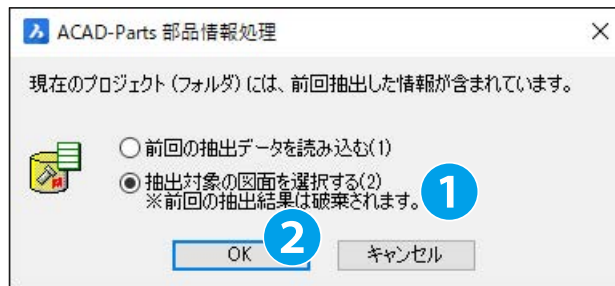 ACAD-Parts 部品情報処理
現在のプロジェクト（フォルダ）には、前回抽出した情報が含まれています。
前回の抽出データを読み込む(1)
抽出対象の図面を選択する(2)
※前回の抽出結果は破棄されます。
1
2
OK
キャンセル